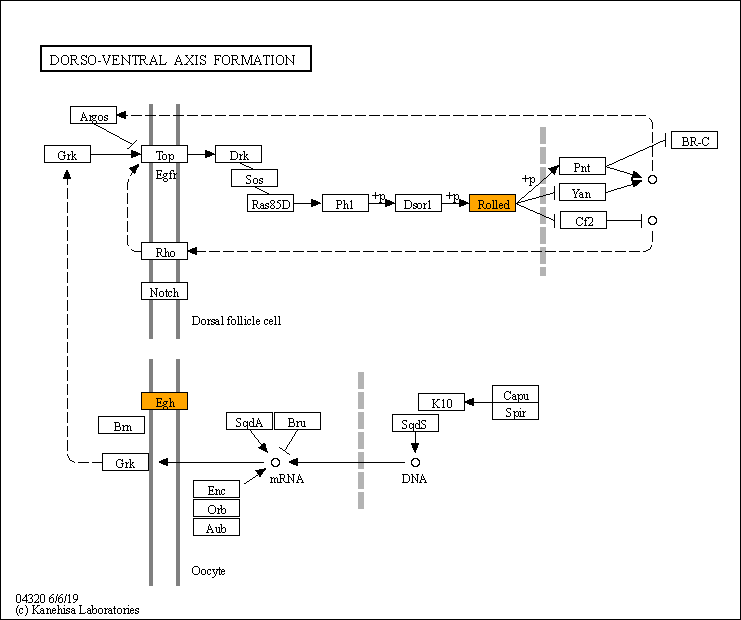 DORSO-VENTRAL AXIS FORMATION
Argos
BR-C
Grk
Top
Drk
Pnt
Egfr
Sos
+p
Yan
Ras85D
Phl
+p
Dsor1
+p
Rolled
Cf2
Rho
Notch
Dorsal follicle cell
Egh
Capu
K10
Spir
Brn
SqdA
Bru
SqdS
Grk
mRNA
DNA
Enc
Orb
Aub
Oocyte
04320 6/6/19
(c) Kanehisa Laboratories